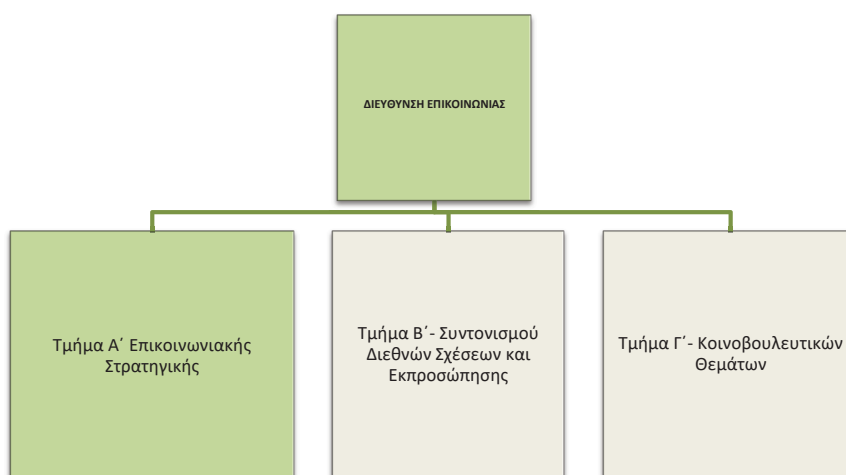 ΔΙΕΥΘΥΝΣΗ ΕΠΙΚΟΙΝΩΝΙΑΣ
Τμήμα Α΄ Επικοινωνιακής
Στρατηγικής
Τμήμα Β΄- Συντονισμού
Διεθνών Σχέσεων και
Εκπροσώπησης
Τμήμα Γ΄- Κοινοβουλευτικών
Θεμάτων